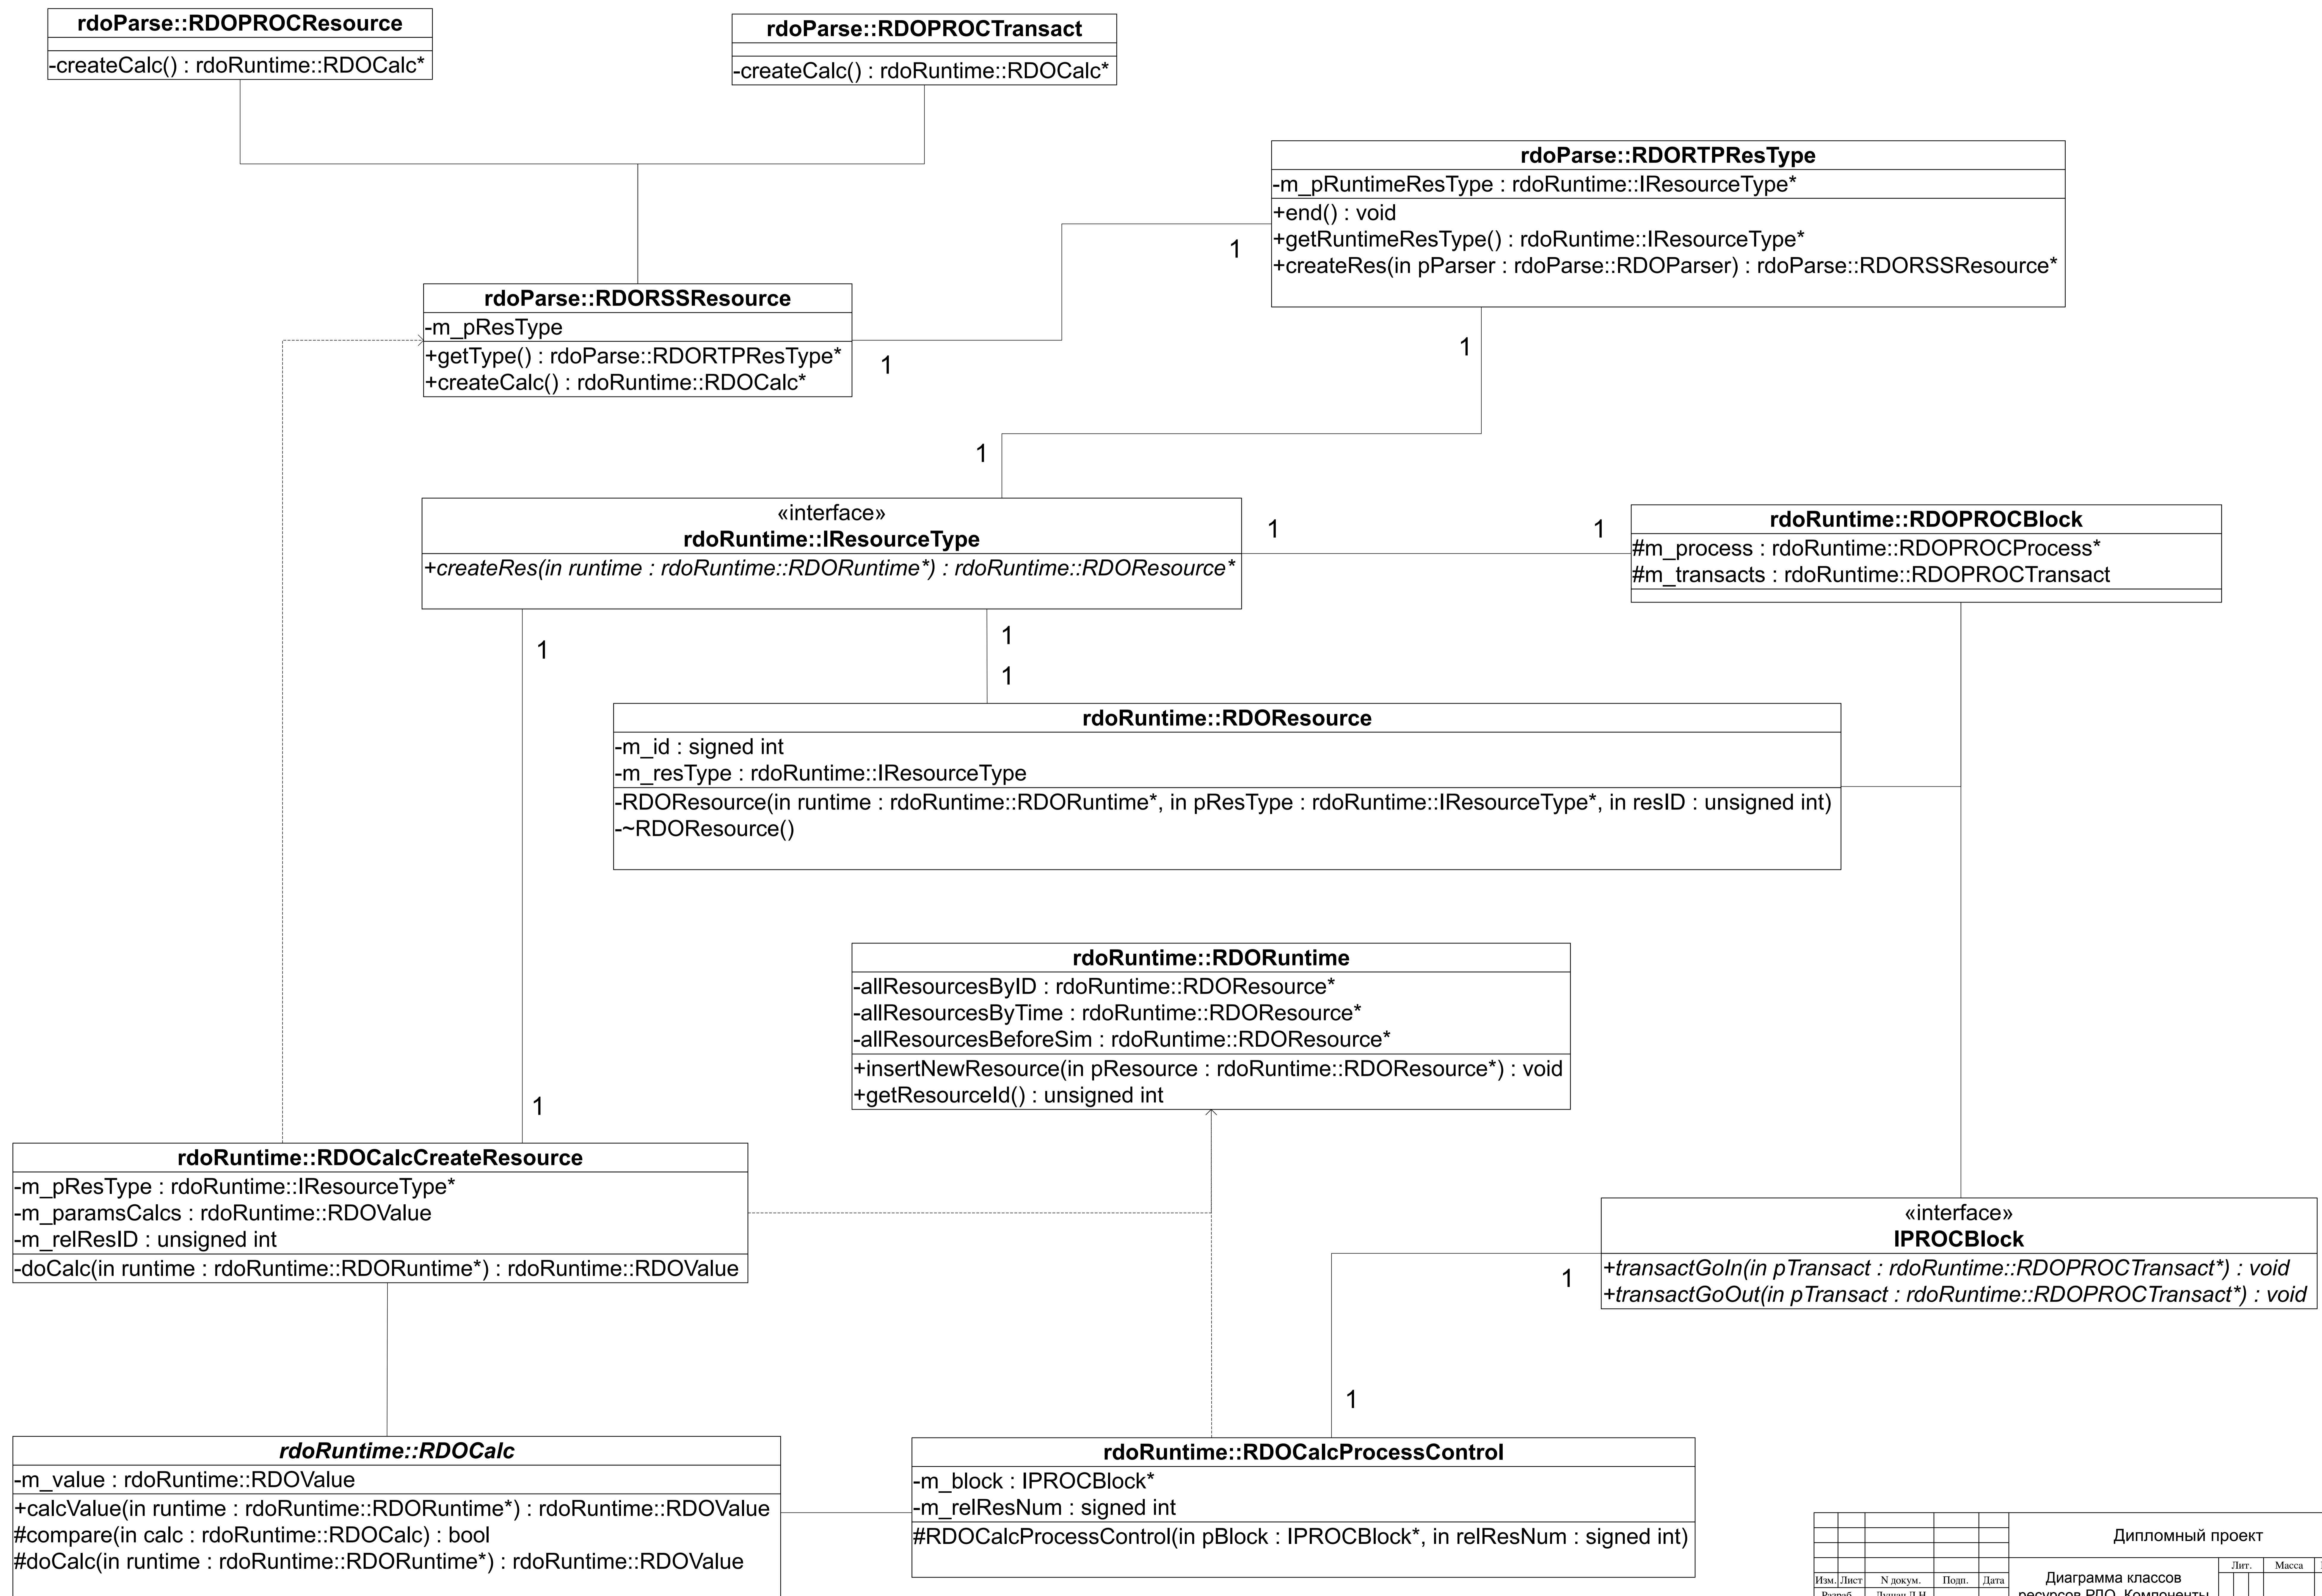 rdoParse::RDOPROCResource
-createCalc() : rdoRuntime::RDOCalc*
rdoParse::RDOPROCTransact
-createCalc() : rdoRuntime::RDOCalc*
rdoParse::RDORTPResType
-m_pRuntimeResType : rdoRuntime::IResourceType*
+end() : void
+getRuntimeResType() : rdoRuntime::IResourceType*
+createRes(in pParser : rdoParse::RDOParser) : rdoParse::RDORSSResource*
1
rdoParse::RDORSSResource
-m_pResType
+getType() : rdoParse::RDORTPResType*
+createCalc() : rdoRuntime::RDOCalc*
1
1
1
«interface»
rdoRuntime::IResourceType
+createRes(in runtime : rdoRuntime::RDORuntime*) : rdoRuntime::RDOResource*
1
1
rdoRuntime::RDOPROCBlock
#m_process : rdoRuntime::RDOPROCProcess*
#m_transacts : rdoRuntime::RDOPROCTransact
1
1
1
rdoRuntime::RDOResource
-m_id : signed int
-m_resType : rdoRuntime::IResourceType
-RDOResource(in runtime : rdoRuntime::RDORuntime*, in pResType : rdoRuntime::IResourceType*, in resID : unsigned int)
-~RDOResource()
rdoRuntime::RDORuntime
-allResourcesByID : rdoRuntime::RDOResource*
-allResourcesByTime : rdoRuntime::RDOResource*
-allResourcesBeforeSim : rdoRuntime::RDOResource*
+insertNewResource(in pResource : rdoRuntime::RDOResource*) : void
+getResourceId() : unsigned int
1
rdoRuntime::RDOCalcCreateResource
-m_pResType : rdoRuntime::IResourceType*
-m_paramsCalcs : rdoRuntime::RDOValue
-m_relResID : unsigned int
-doCalc(in runtime : rdoRuntime::RDORuntime*) : rdoRuntime::RDOValue
«interface»
IPROCBlock
+transactGoIn(in pTransact : rdoRuntime::RDOPROCTransact*) : void
+transactGoOut(in pTransact : rdoRuntime::RDOPROCTransact*) : void
1
1
rdoRuntime::RDOCalc
-m_value : rdoRuntime::RDOValue
+calcValue(in runtime : rdoRuntime::RDORuntime*) : rdoRuntime::RDOValue
#compare(in calc : rdoRuntime::RDOCalc) : bool
#doCalc(in runtime : rdoRuntime::RDORuntime*) : rdoRuntime::RDOValue
rdoRuntime::RDOCalcProcessControl
-m_block : IPROCBlock*
-m_relResNum : signed int
#RDOCalcProcessControl(in pBlock : IPROCBlock*, in relResNum : signed int)
Дипломный проект
Лит. Масса
Изм. Лист N докум. Подп. Дата
Диаграмма классов
ресурсов РДО. Компоненты